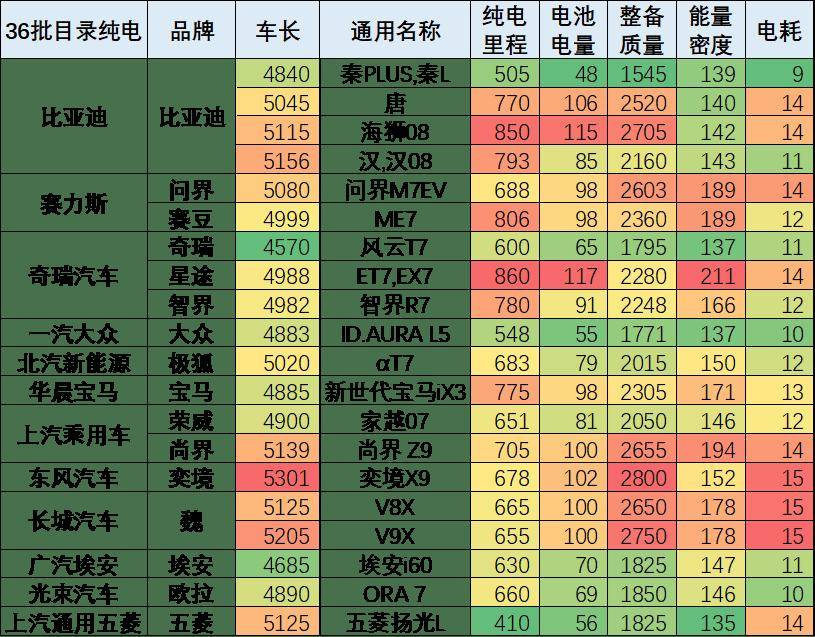 36批目录纯电 品牌 车长 通用名称 纯电里程 电池电量 整备质量 能量密度 电耗
比亚迪 比亚迪 4840 秦PLUS,秦L 505 48 1545 139 9
5045 唐 770 106 2520 140 14
5115 海狮08 850 115 2705 142 14
5156 汉,汉08 793 85 2160 143 11
赛力斯 问界 5080 问界M7EV 688 98 2603 189 14
赛豆 4999 ME7 806 98 2360 189 12
奇瑞汽车 奇瑞 4570 风云T7 600 65 1795 137 11
星途 4988 ET7,EX7 860 117 2280 211 14
智界 4982 智界R7 780 91 2248 166 12
一汽大众 大众 4883 ID.AURA L5 548 55 1771 137 10
北汽新能源 极狐 5020 αT7 683 79 2015 150 12
华晨宝马 宝马 4885 新世代宝马iX3 775 98 2305 171 13
上汽乘用车 荣威 4900 家越07 651 81 2050 146 12
尚界 5139 尚界 Z9 705 100 2655 194 14
东风汽车 奕境 5301 奕境X9 678 102 2800 152 15
长城汽车 魏 5125 V8X 665 100 2650 178 15
5205 V9X 655 100 2750 178 15
广汽埃安 埃安 4685 埃安i60 630 70 1825 147 11
光束汽车 欧拉 4890 ORA 7 660 69 1850 146 10
上汽通用五菱 五菱 5125 五菱扬光L 410 56 1825 135 14